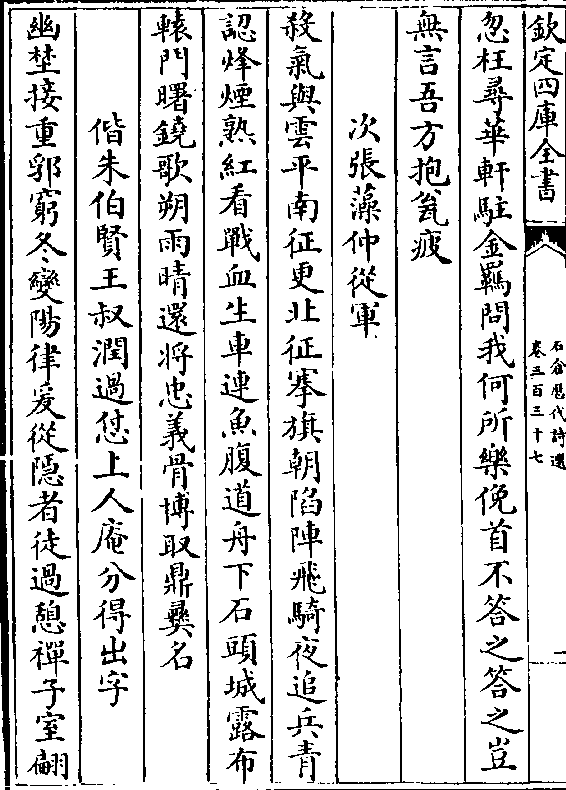 欽定四庫全書
石倉歷代詩選
卷三百三十七
忽枉尋華軒駐金羈問我何所樂俛首不答之答之豈
無言吾方抱瓮疲
次張藻仲從軍
殺氣與雲平南征更北征搴旗朝陷陣飛騎夜追兵青
認烽煙熟紅看戰血生車連魚腹道舟下石頭城露布
轅門曙鐃歌朔雨晴還將忠義骨博取鼎彛名
偕朱伯賢王叔潤過愆上人庵分得出字
幽埜接重郭窮冬變陽律爰從隱者徒過憩禪子室翩